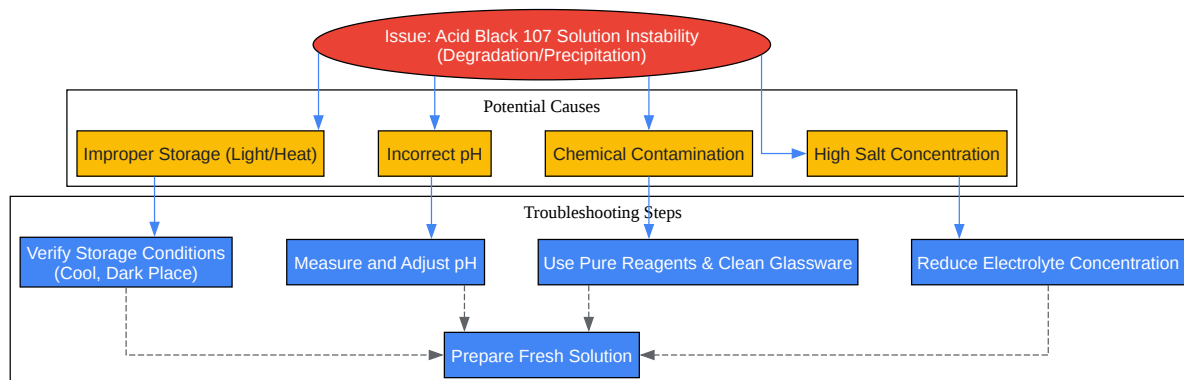 Issue: Acid Black 107 Solution Instability
(Degradation/Precipitation)
Potential Causes
Improper Storage (Light/Heat)
Incorrect pH
Chemical Contamination
High Salt Concentration
Troubleshooting Steps
Verify Storage Conditions
(Cool, Dark Place)
Measure and Adjust pH
Use Pure Reagents & Clean Glassware
Reduce Electrolyte Concentration
Prepare Fresh Solution